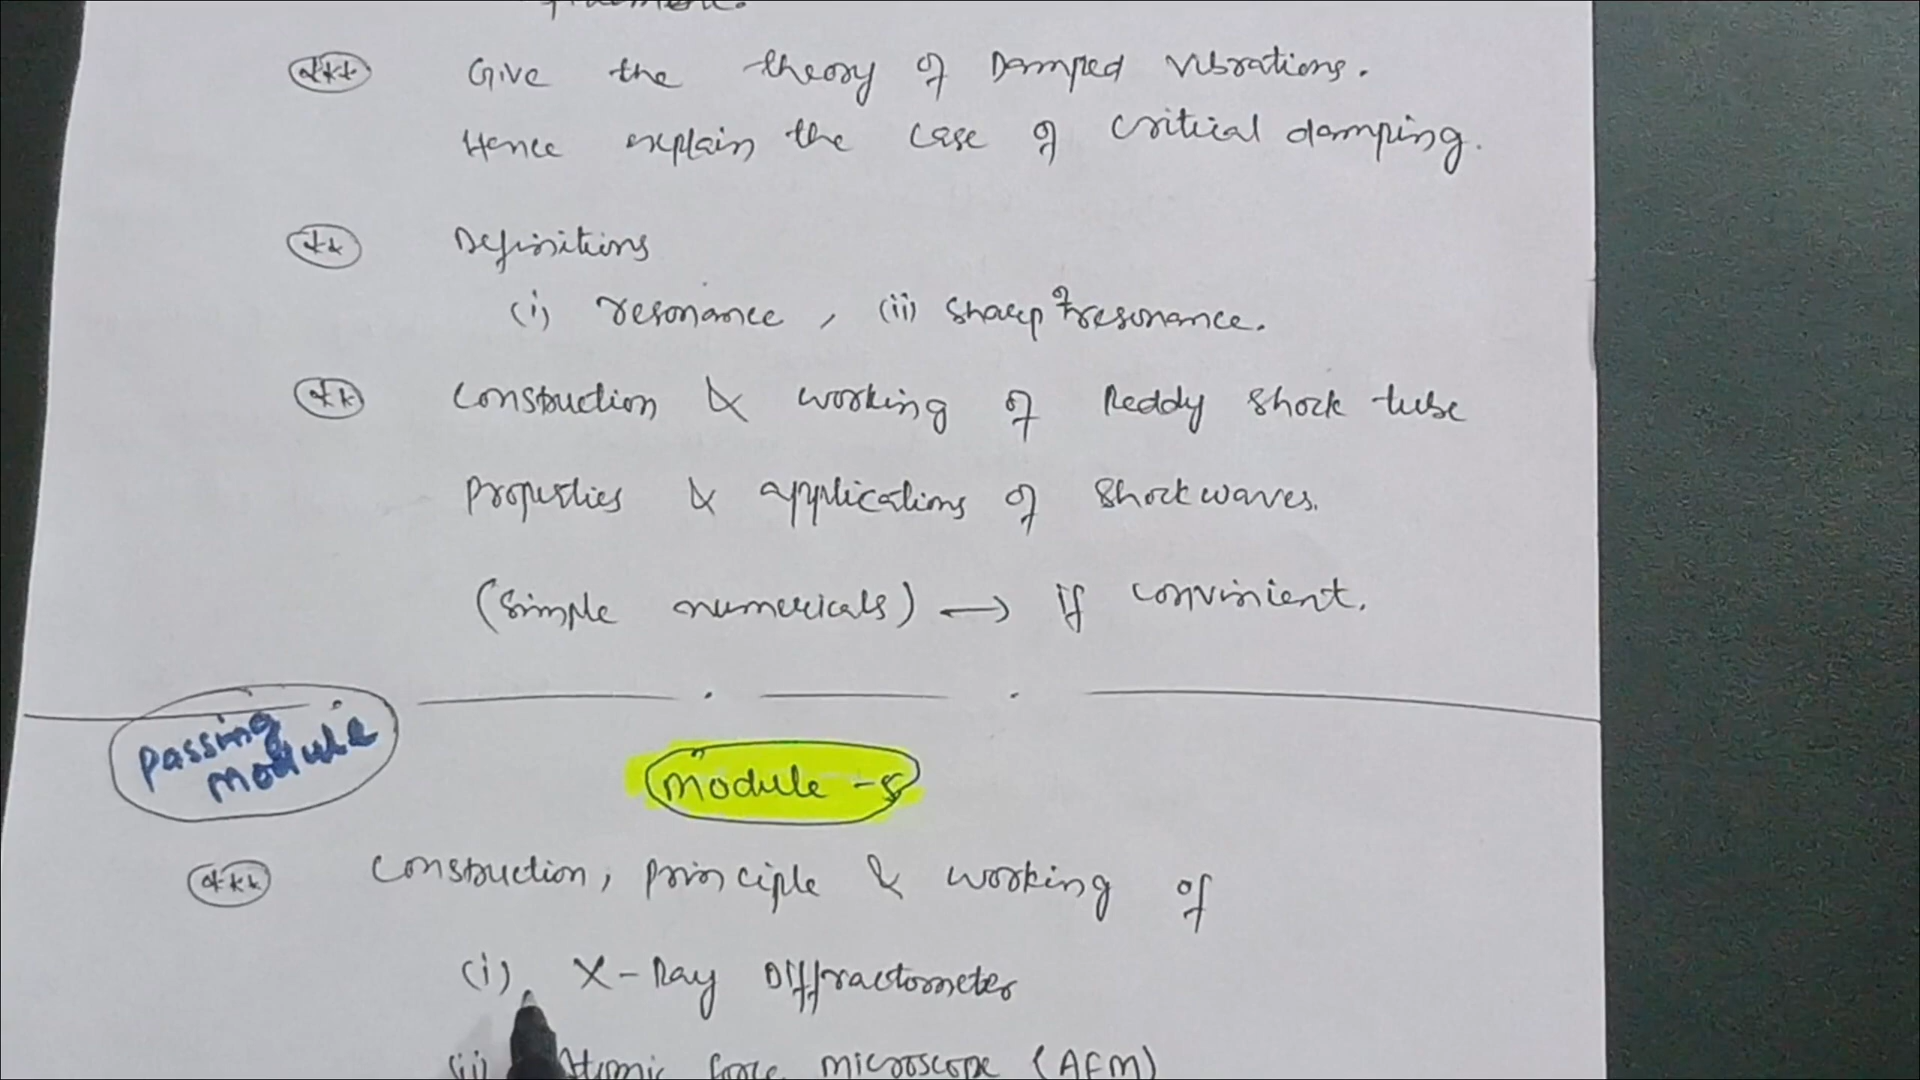 *** Give the theory of Damped vibrations.
Hence explain the case of critical damping.
** Definitions
(i) resonance, (ii) sharp of resonance.
** Construction & working of Reddy shock tube
Properties & applications of Shockwaves.
(Simple numericals) → if convinient.
Passing
module
module -5
*** Construction, principle & working of
(i) X-Ray Diffractometer
(ii) Atomic force microscope (AFM)